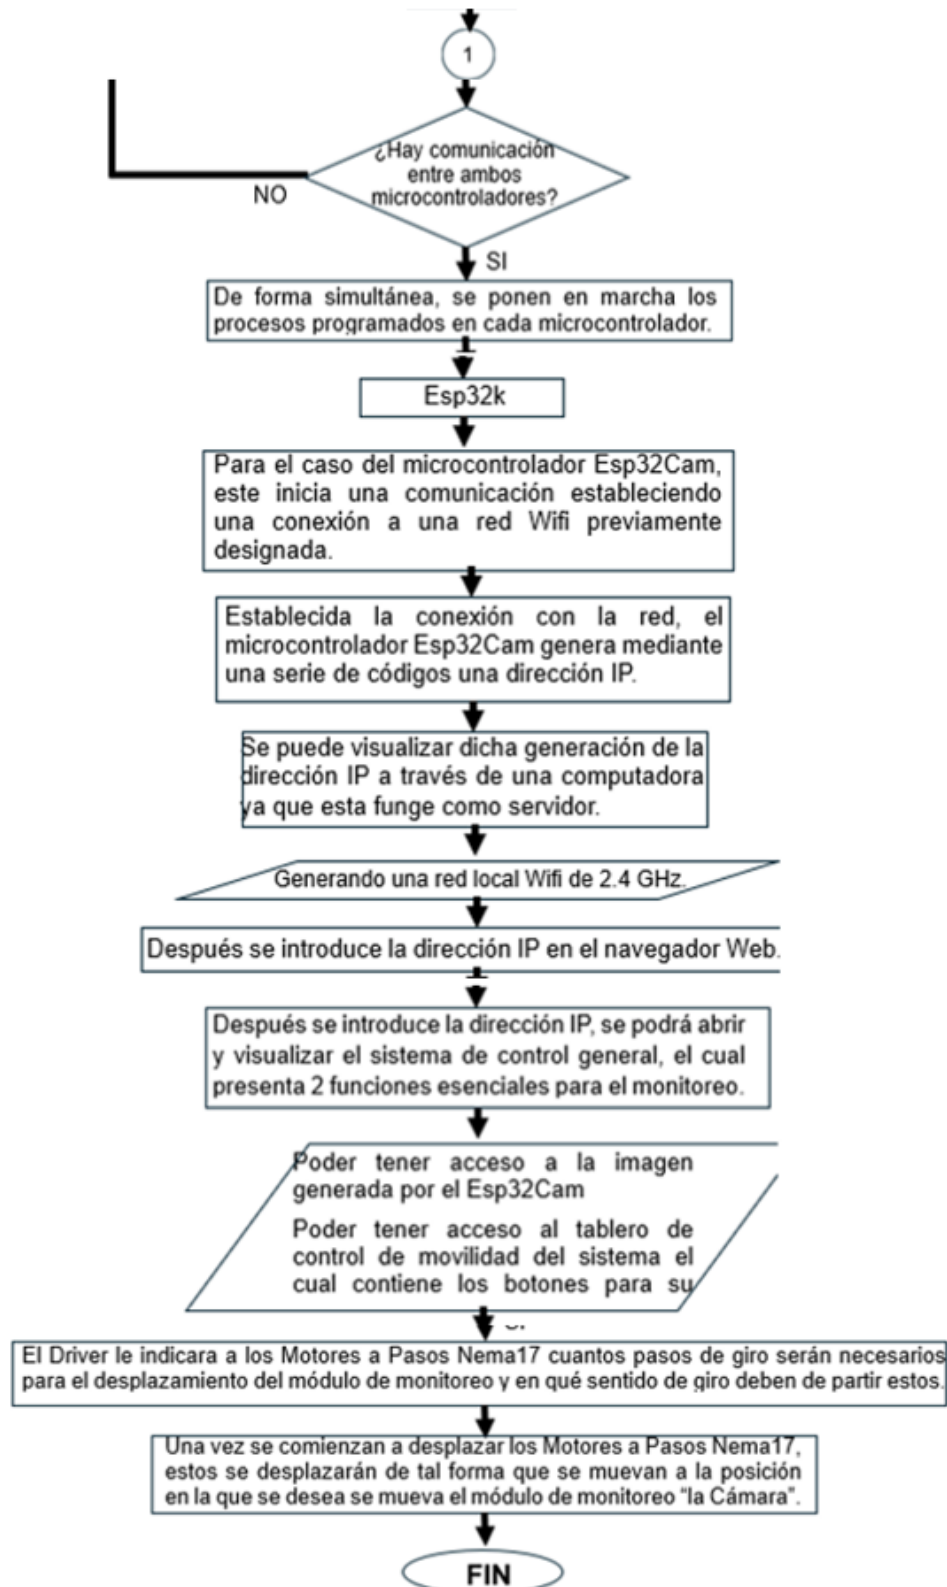 1
¿Hay comunicación
entre ambos
microcontroladores?
NO
SI
De forma simultánea, se ponen en marcha los
procesos programados en cada microcontrolador.
Esp32k
Para el caso del microcontrolador Esp32Cam,
este inicia una comunicación estableciendo
una conexión a una red Wifi previamente
designada.
Establecida la conexión con la red, el
microcontrolador Esp32Cam genera mediante
una serie de códigos una dirección IP.
Se puede visualizar dicha generación de la
dirección IP a través de una computadora
ya que esta funge como servidor.
Generando una red local Wifi de 2.4 GHz.
Después se introduce la dirección IP en el navegador Web.
Después se introduce la dirección IP, se podrá abrir
y visualizar el sistema de control general, el cual
presenta 2 funciones esenciales para el monitoreo.
Poder tener acceso a la imagen
generada por el Esp32Cam
Poder tener acceso al tablero de
control de movilidad del sistema el
cual contiene los botones para su
El Driver le indicara a los Motores a Pasos Nema17 cuantos pasos de giro serán necesarios
para el desplazamiento del módulo de monitoreo y en qué sentido de giro deben de partir estos.
Una vez se comienzan a desplazar los Motores a Pasos Nema17,
estos se desplazarán de tal forma que se muevan a la posición
en la que se desea se mueva el módulo de monitoreo “la Cámara”.
FIN